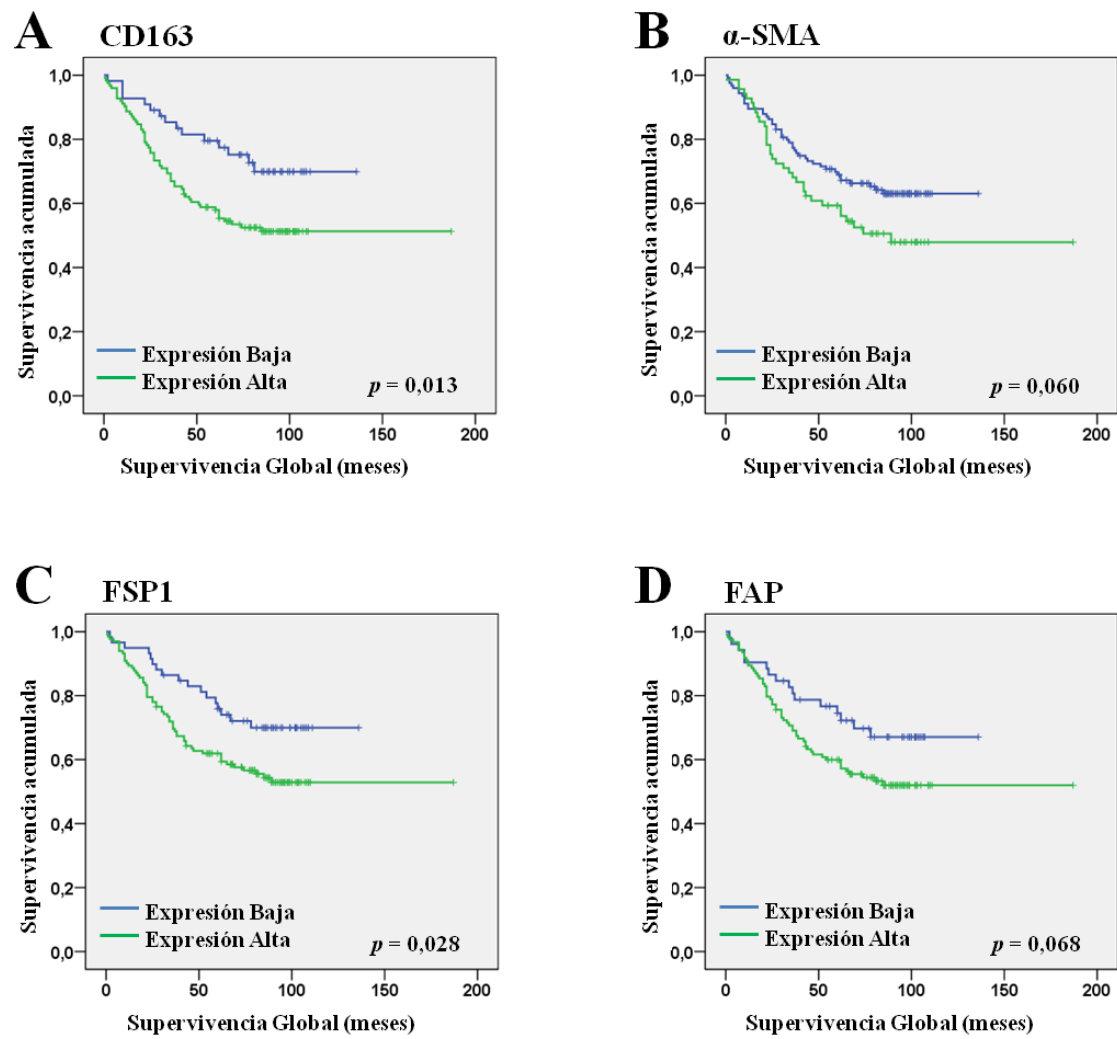 A CD163
Supervivencia acumulada
1,0
0,8
0,6
0,4
0,2
0,0
Expresión Baja
Expresión Alta
p = 0,013
0 50 100 150 200
Supervivencia Global (meses)
B α-SMA
Supervivencia acumulada
1,0
0,8
0,6
0,4
0,2
0,0
Expresión Baja
Expresión Alta
p = 0,060
0 50 100 150 200
Supervivencia Global (meses)
C FSP1
Supervivencia acumulada
1,0
0,8
0,6
0,4
0,2
0,0
Expresión Baja
Expresión Alta
p = 0,028
0 50 100 150 200
Supervivencia Global (meses)
D FAP
Supervivencia acumulada
1,0
0,8
0,6
0,4
0,2
0,0
Expresión Baja
Expresión Alta
p = 0,068
0 50 100 150 200
Supervivencia Global (meses)